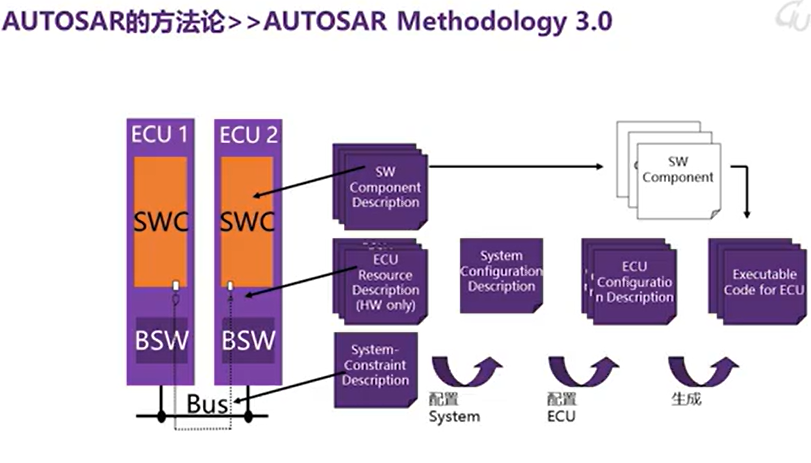 AUTOSAR的方法论>>AUTOSAR Methodology 3.0
ECU 1
ECU 2
SWC
SWC
BSW
BSW
Bus
SW
Component
Description
SW
Component
ECU
Resource
Description
(HW only)
System
Configuration
Description
ECU
Configuratio
n Description
Executable
Code for ECU
System-
Constraint
Description
配置
System
配置
ECU
生成